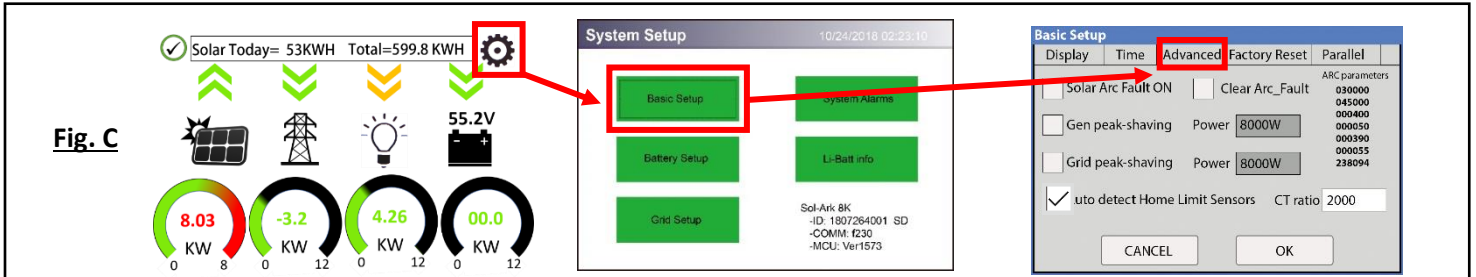 Fig. C
Solar Today= 53KWH Total=599.8 KWH
55.2V
- +
8.03
KW
0 8
-3.2
KW
0 12
4.26
KW
0 12
00.0
KW
0 12
System Setup 10/24/2018 02:23:10
Basic Setup
System Alarms
Battery Setup
Li-Batt info
Grid Setup
Sol-Ark 8K
-ID: 1807264001 SD
-COMM: f230
-MCU: Ver1573
Basic Setup
Display Time Advanced Factory Reset Parallel
Solar Arc Fault ON Clear Arc_Fault
ARC parameters
030000
045000
000400
000050
000390
000055
238094
Gen peak-shaving Power 8000W
Grid peak-shaving Power 8000W
uto detect Home Limit Sensors CT ratio 2000
CANCEL OK